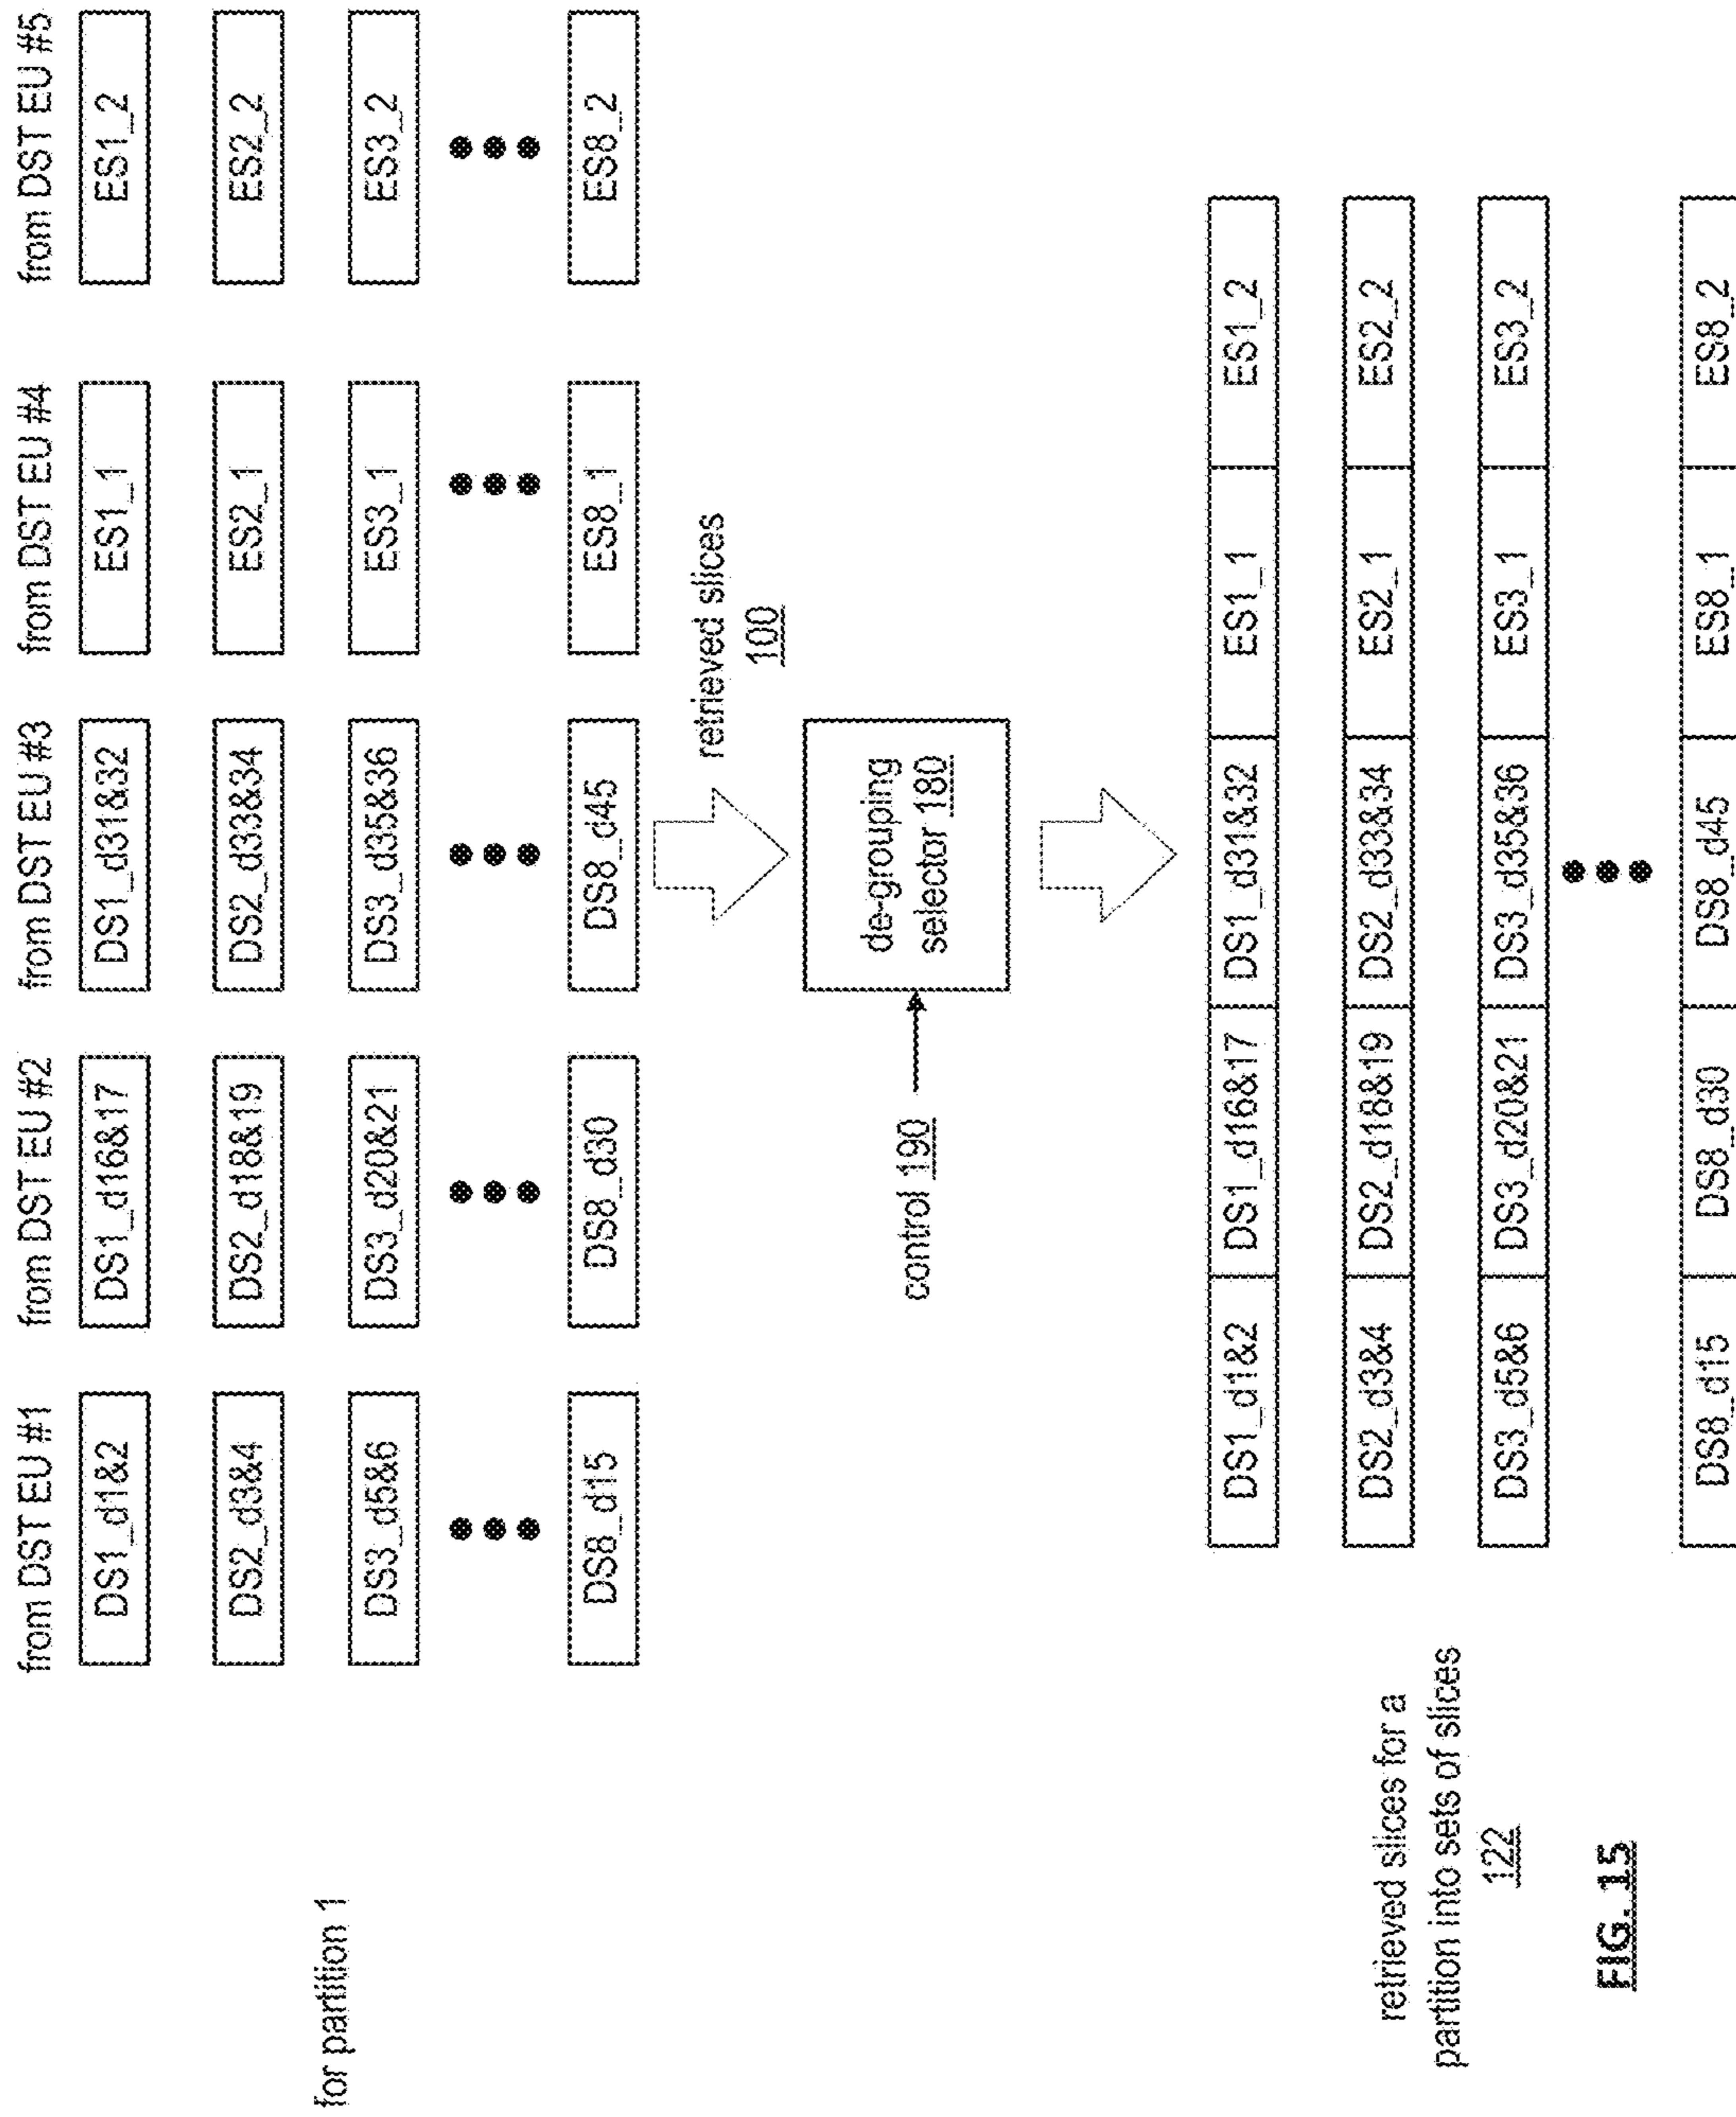 for partition 1
from DST EU #1
from DST EU #2
from DST EU #3
from DST EU #4
from DST EU #5
DS1_d1&2
DS1_d16&17
DS1_d31&32
ES1_1
ES1_2
DS2_d3&4
DS2_d18&19
DS2_d33&34
ES2_1
ES2_2
DS3_d5&6
DS3_d20&21
DS3_d35&36
ES3_1
ES3_2
DS8_d15
DS8_d30
DS8_d45
ES8_1
ES8_2
retrieved slices
100
control 190
de-grouping
selector 180
retrieved slices for a
partition into sets of slices
122
DS1_d1&2
DS1_d16&17
DS1_d31&32
ES1_1
ES1_2
DS2_d3&4
DS2_d18&19
DS2_d33&34
ES2_1
ES2_2
DS3_d5&6
DS3_d20&21
DS3_d35&36
ES3_1
ES3_2
DS8_d15
DS8_d30
DS8_d45
ES8_1
ES8_2
FIG. 15